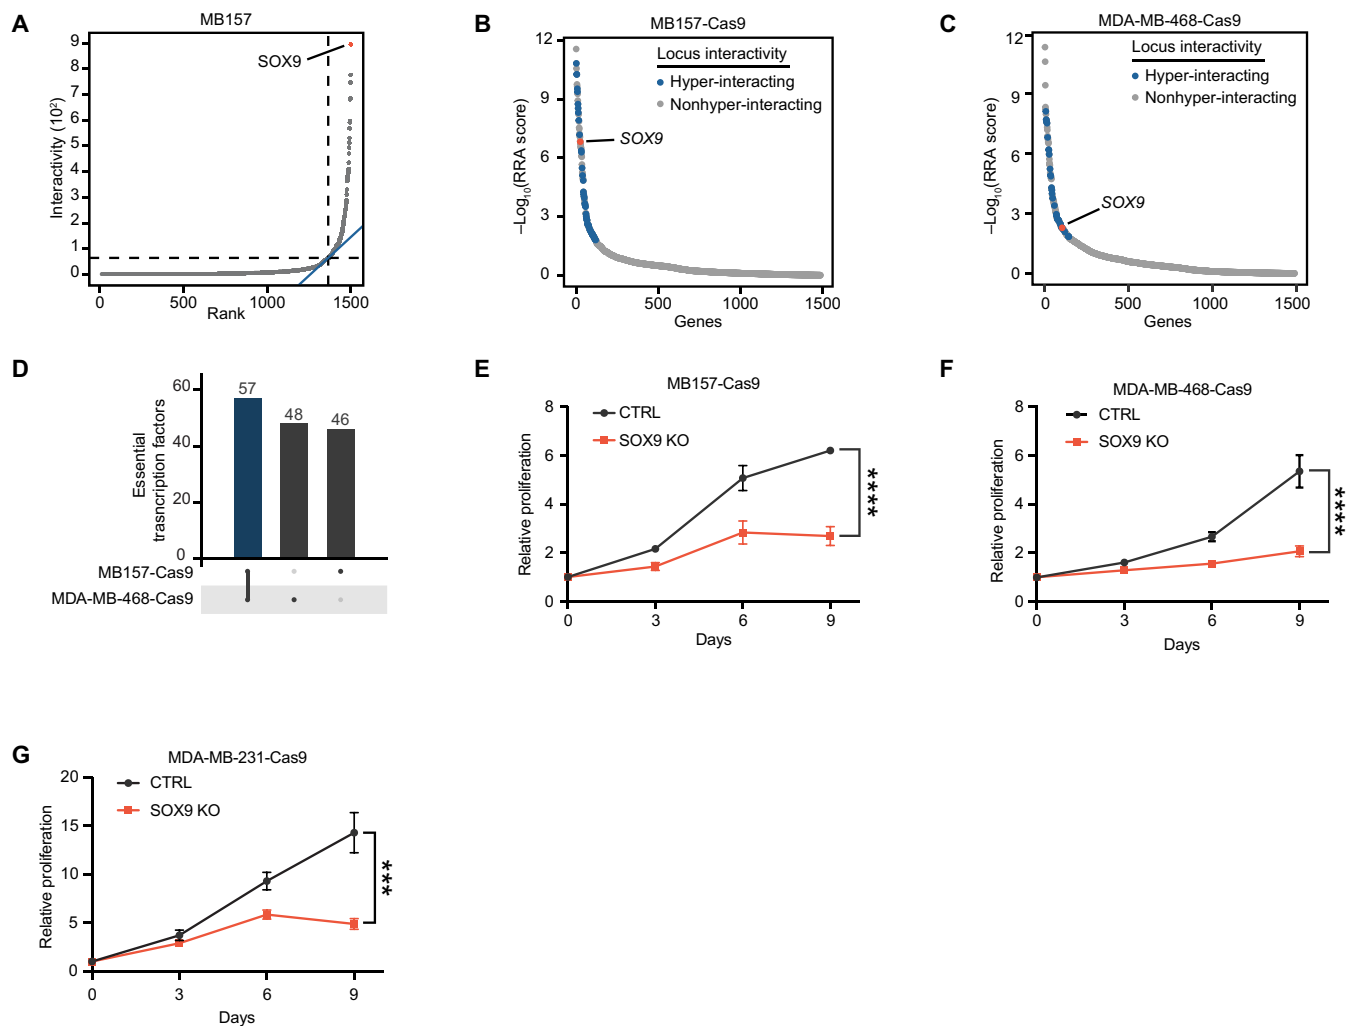 A
MB157
Interactivity (10²)
9
8
7
6
5
4
3
2
1
0
SOX9
0
500
1000
1500
Rank
B
MB157-Cas9
–Log₁₀(RRA score)
12
9
6
3
0
Locus interactivity
Hyper-interacting
Nonhyper-interacting
SOX9
0
500
1000
1500
Genes
C
MDA-MB-468-Cas9
–Log₁₀(RRA score)
12
9
6
3
0
Locus interactivity
Hyper-interacting
Nonhyper-interacting
SOX9
0
500
1000
1500
Genes
D
Essential
trasncription factors
60
40
20
0
57
48
46
MB157-Cas9
MDA-MB-468-Cas9
E
MB157-Cas9
Relative proliferation
8
6
4
2
0
CTRL
SOX9 KO
****
0
3
6
9
Days
F
MDA-MB-468-Cas9
Relative proliferation
8
6
4
2
0
CTRL
SOX9 KO
****
0
3
6
9
Days
G
MDA-MB-231-Cas9
Relative proliferation
20
15
10
5
0
CTRL
SOX9 KO
***
0
3
6
9
Days